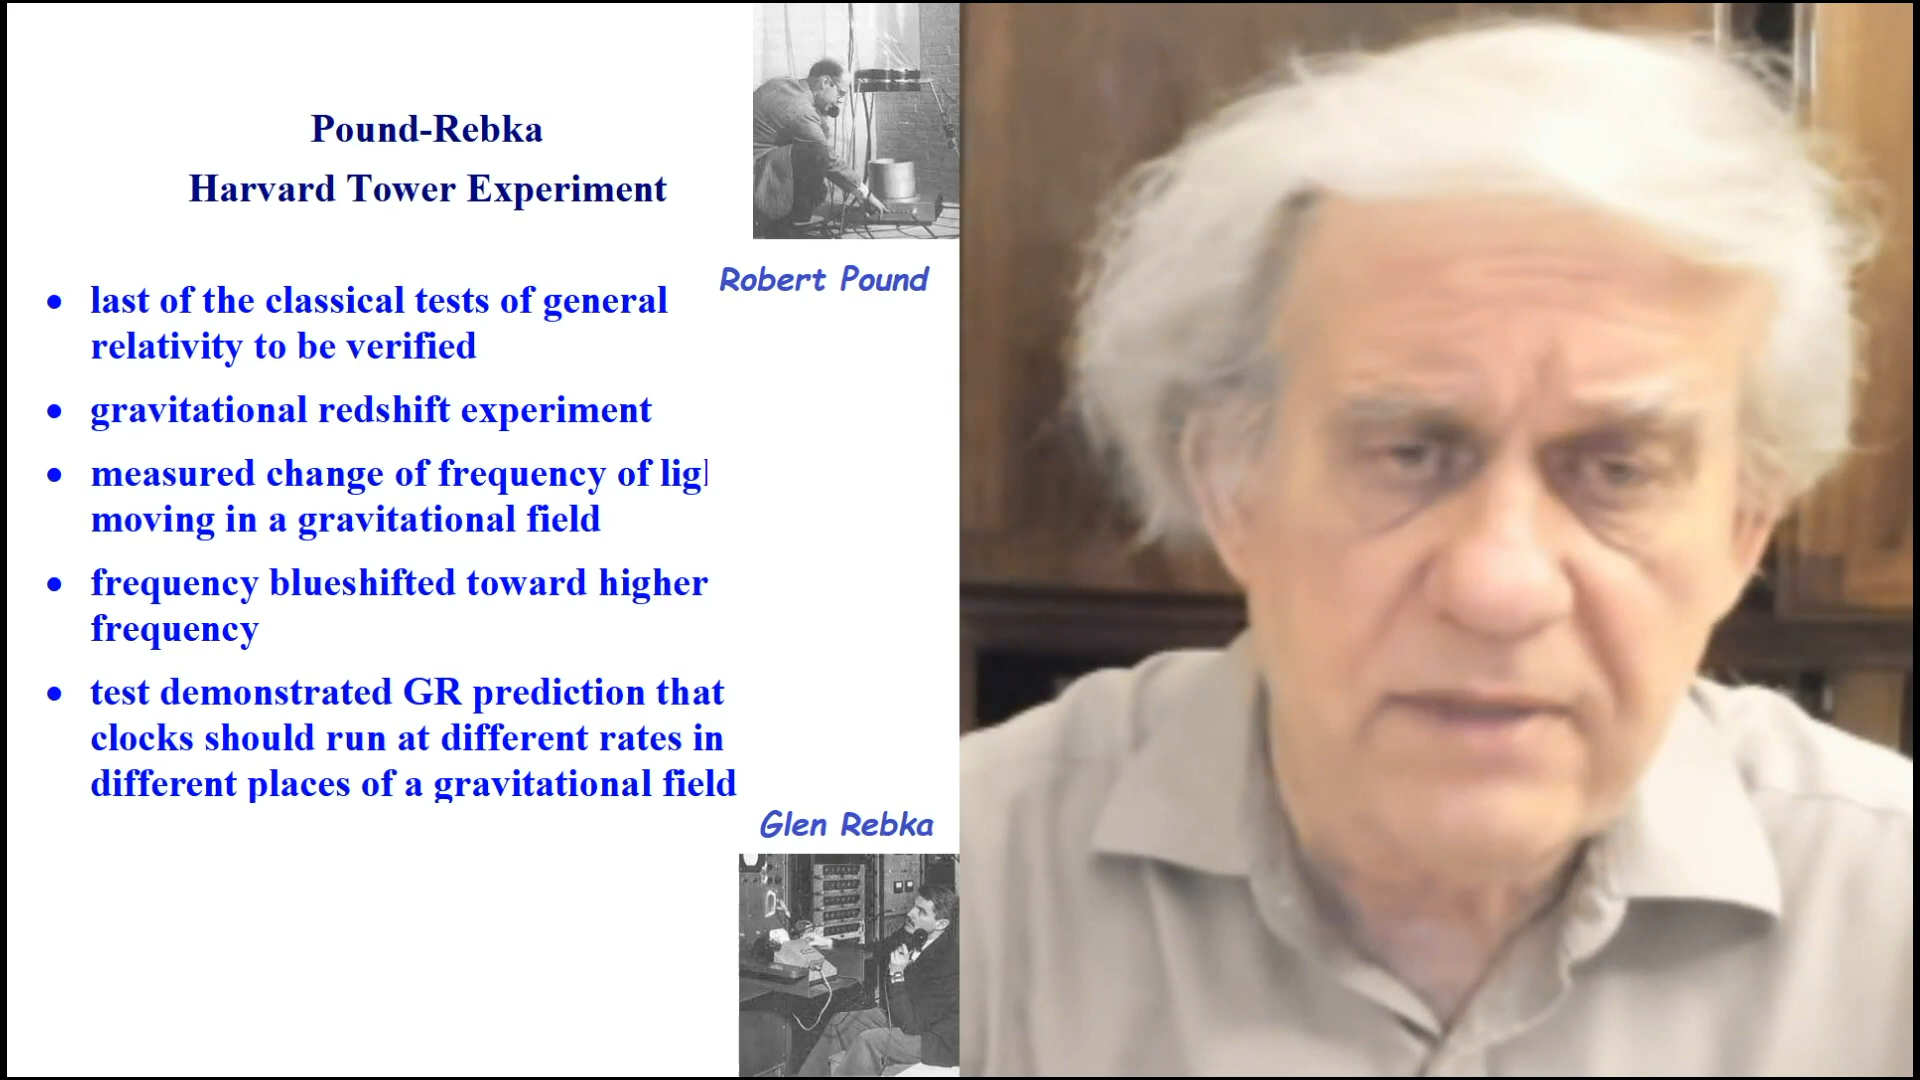 Pound-Rebka
Harvard Tower Experiment
Robert Pound
• last of the classical tests of general
relativity to be verified
• gravitational redshift experiment
• measured change of frequency of
moving in a gravitational field
• frequency blueshifted toward higher
frequency
• test demonstrated GR prediction that
clocks should run at different rates in
different places of a gravitational field
Glen Rebka